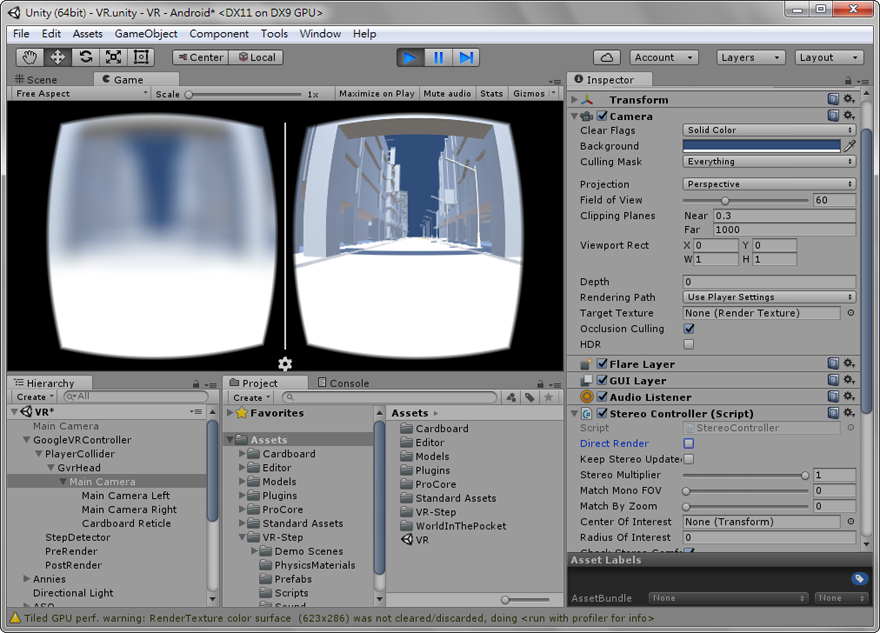 Unity (64bit) - VR.unity - VR - Android* <DX11 on DX9 GPU>
File Edit Assets GameObject Component Tools Window Help
Center Local Account Layers Layout
Scene Game
Free Aspect Scale 1x Maximize on Play Mute audio Stats Gizmos
Inspector
Transform
Camera
Clear Flags Solid Color
Background
Culling Mask Everything
Projection Perspective
Field of View 60
Clipping Planes Near 0.3
Far 1000
Viewport Rect X 0 Y 0
W 1 H 1
Depth 0
Rendering Path Use Player Settings
Target Texture None (Render Texture)
Occlusion Culling
HDR
Flare Layer
GUI Layer
Audio Listener
Stereo Controller (Script)
Script StereoController
Direct Render
Keep Stereo Update
Stereo Multiplier 1
Match Mono FOV 0
Match By Zoom 0
Center Of Interest None (Transform)
Radius Of Interest 0
Asset Labels
AssetBundle None None
Hierarchy
Create All
VR*
Main Camera
GoogleVRController
PlayerCollider
GvrHead
Main Camera
Main Camera Left
Main Camera Right
Cardboard Reticle
StepDetector
PreRender
PostRender
Annies
Directional Light
Project Console
Create
Favorites
Assets
Cardboard
Editor
Models
Plugins
ProCore
Standard Assets
VR-Step
Demo Scenes
PhysicsMaterials
Prefabs
Scripts
Sound
Assets
Cardboard
Editor
Models
Plugins
ProCore
Standard Assets
VR-Step
WorldInThePocket
VR
Tiled GPU perf. warning: RenderTexture color surface (623x286) was not cleared/discarded, doing <run with profiler for info>